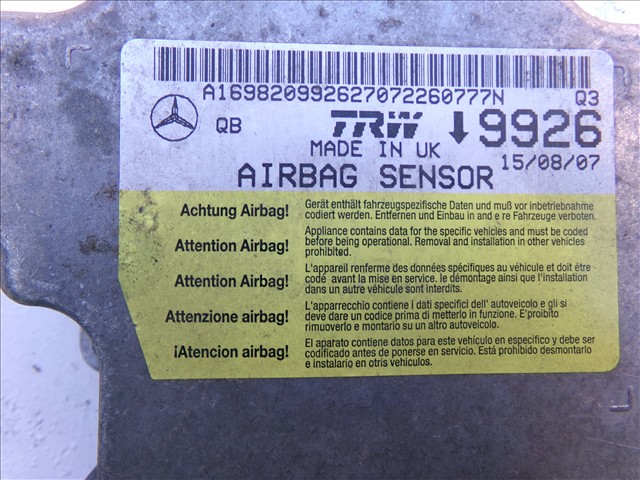 A169820992627072260777N Q3
QB TRW 9926
MADE IN UK 15/08/07
AIRBAG SENSOR
Achtung Airbag! Gerät enthält fahrzeugspezifische Daten und muß vor inbetriebnahme
codiert werden. Entfernen und Einbau in and e re Fahrzeuge verboten.
Attention Airbag! Appliance contains data for the specific vehicles and must be coded
before being operational. Removal and installation in other vehicles
prohibited.
Attention Airbag! L'appareil renferme des données spécifiques au véhicule et doit être
codé avant la mise en service. le démontage ainsi que l'installation
dans un autre véhicule sont interdits.
Attenzione airbag! L'apparrecchio contiene i dati specifici dell' autoveicolo e gli si
deve dare un codice prima di metterlo in funzione. E'proibito
rimuoverlo e montario su un altro autoveicolo.
¡Atencion airbag! El aparato contiene datos para este vehículo en específico y debe ser
codificado antes de ponerse en servicio. Está prohibido desmontarlo
e instalarlo en otris vehículos.